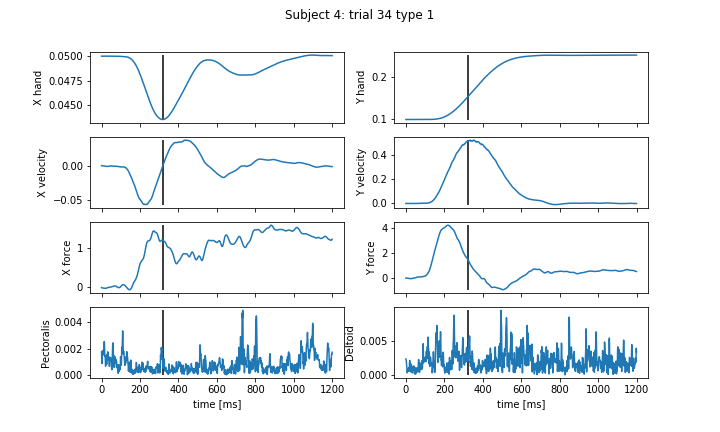 Subject 4: trial 34 type 1
X hand
0.0500
0.0475
0.0450
Y hand
0.2
0.1
X velocity
0.00
−0.05
Y velocity
0.4
0.2
0.0
X force
1
0
Y force
4
2
0
Pectoralis
0.004
0.002
0.000
0 200 400 600 800 1000 1200
time [ms]
Deltoid
0.005
0.000
0 200 400 600 800 1000 1200
time [ms]